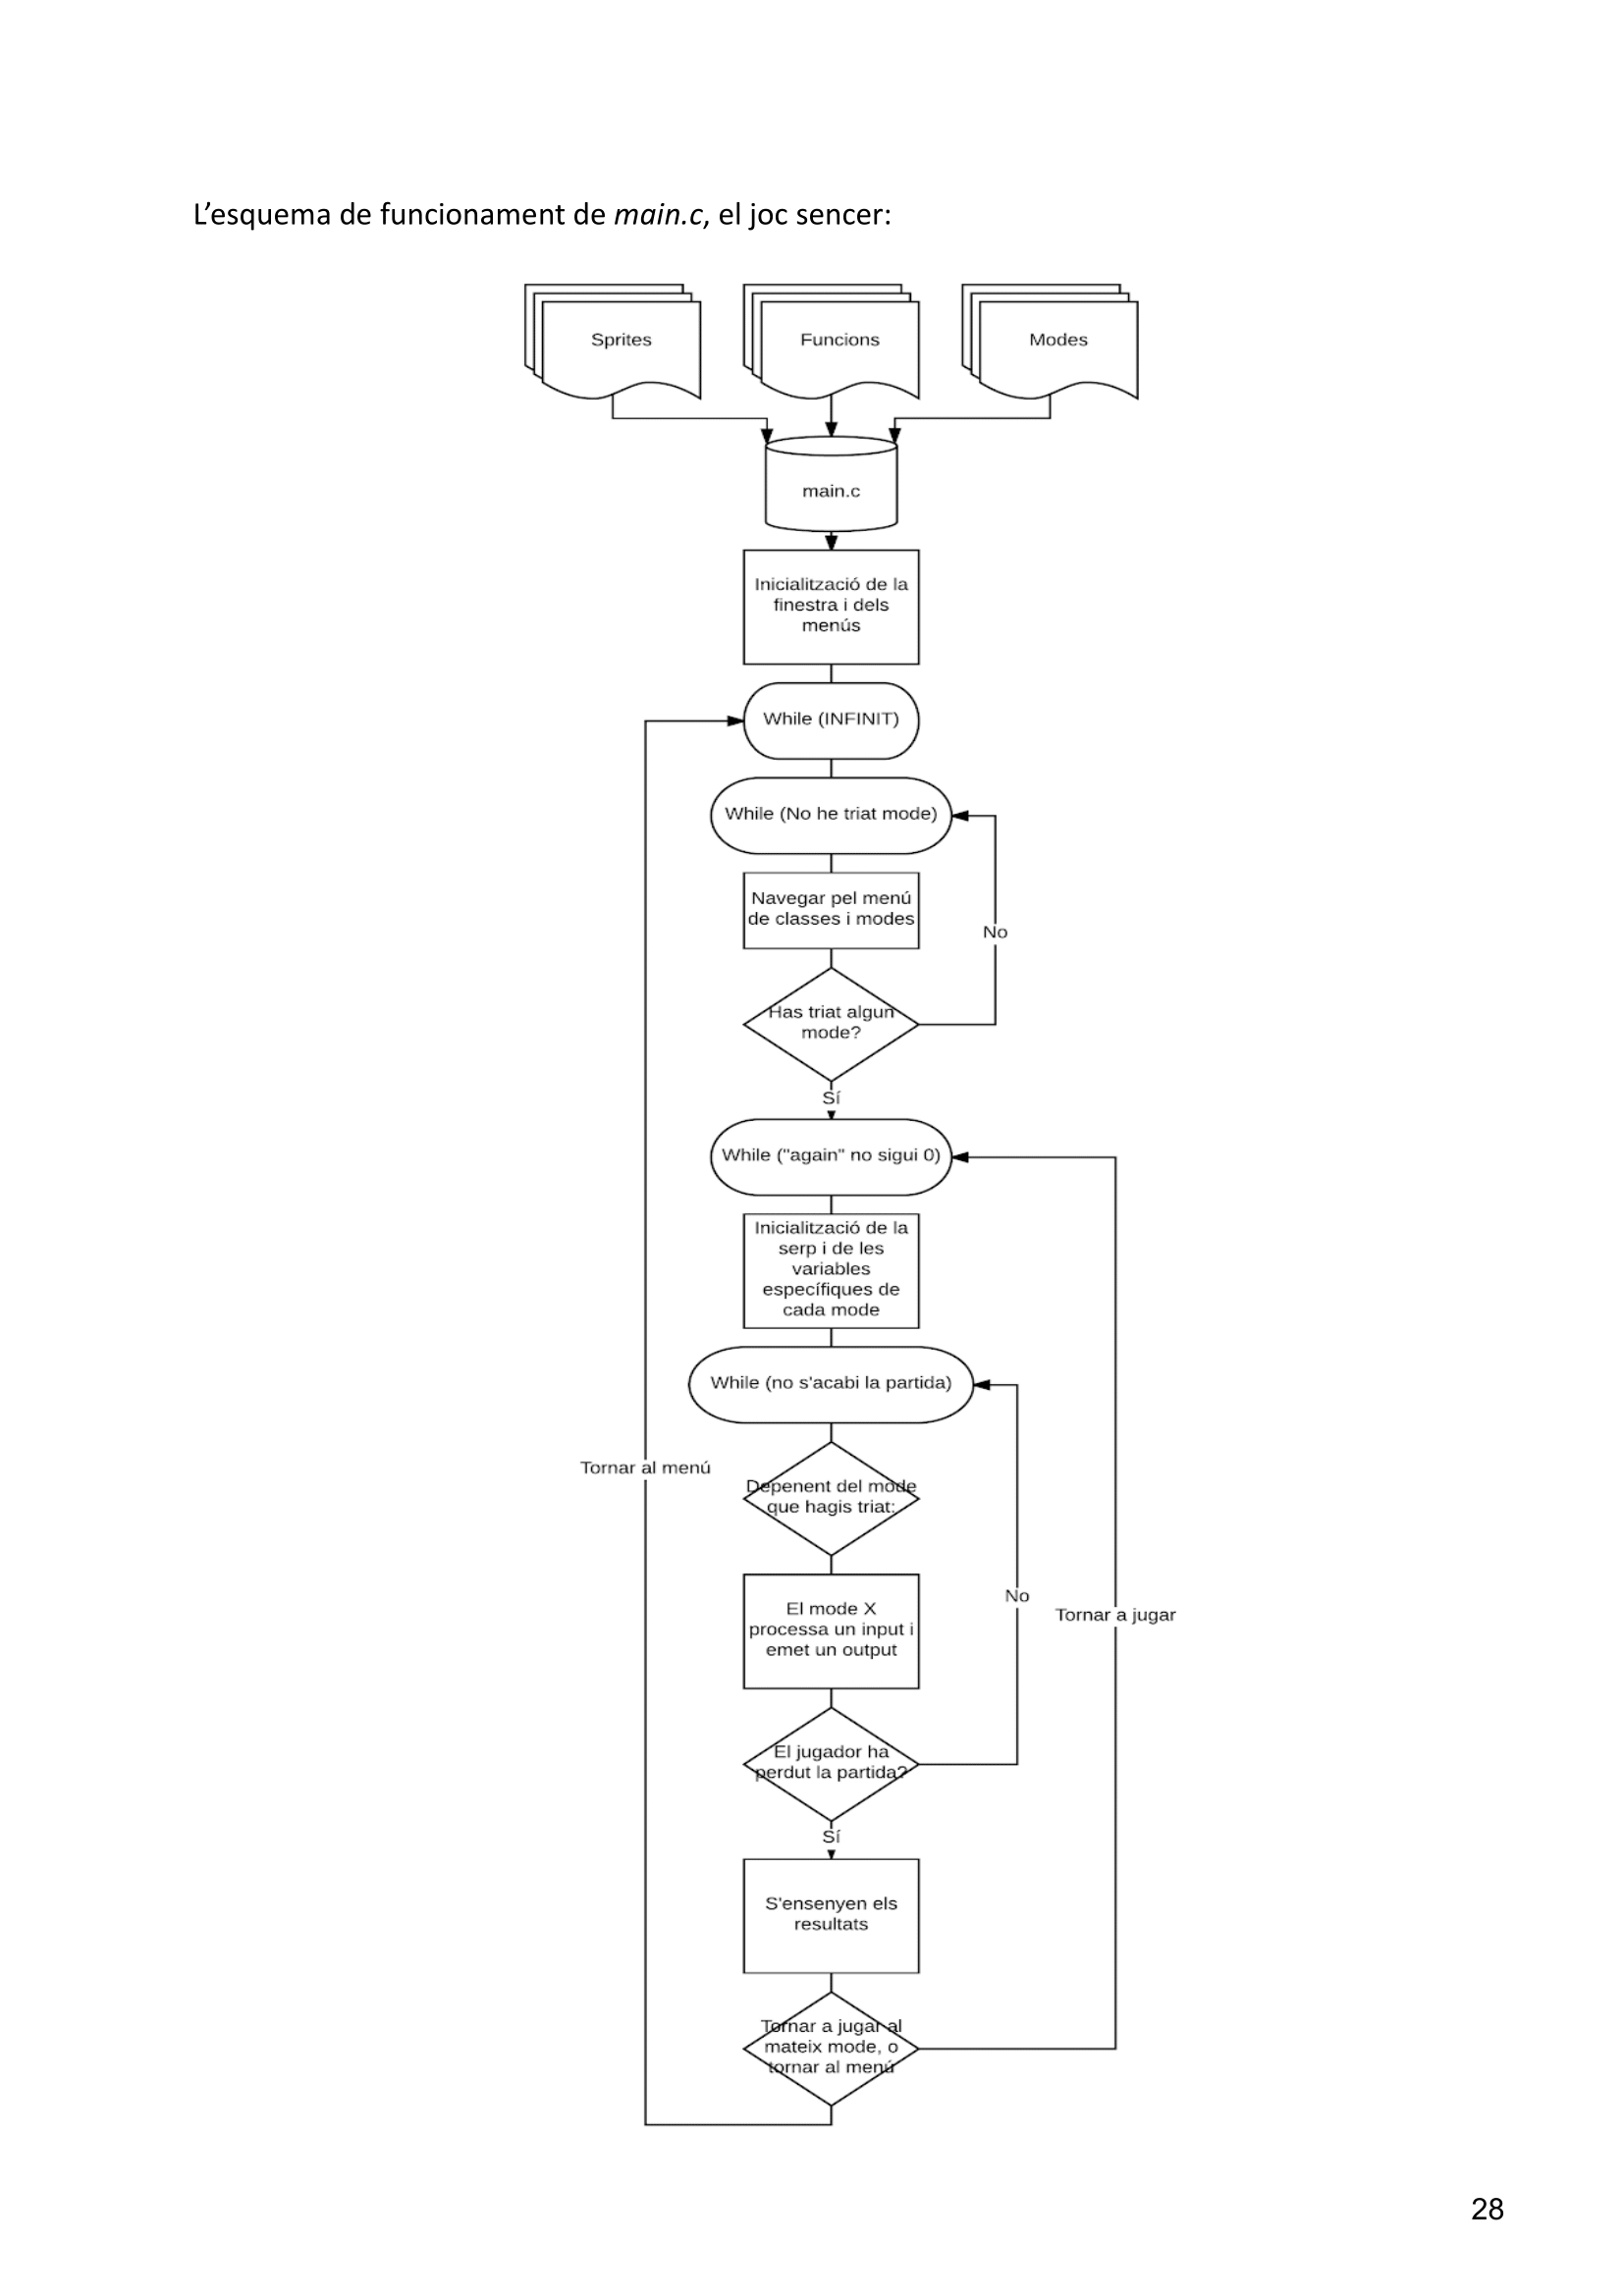 L’esquema de funcionament de main.c, el joc sencer:
Sprites
Funcions
Modes
main.c
Inicialització de la
finestra i dels
menús
While (INFINIT)
While (No he triat mode)
Navegar pel menú
de classes i modes
No
Has triat algun
mode?
Sí
While ("again" no sigui 0)
Inicialització de la
serp i de les
variables
específiques de
cada mode
While (no s'acabi la partida)
Tornar al menú
Depenent del mode
que hagis triat:
No
Tornar a jugar
El mode X
processa un input i
emet un output
El jugador ha
perdut la partida?
Sí
S'ensenyen els
resultats
Tornar a jugar al
mateix mode, o
tornar al menú
28